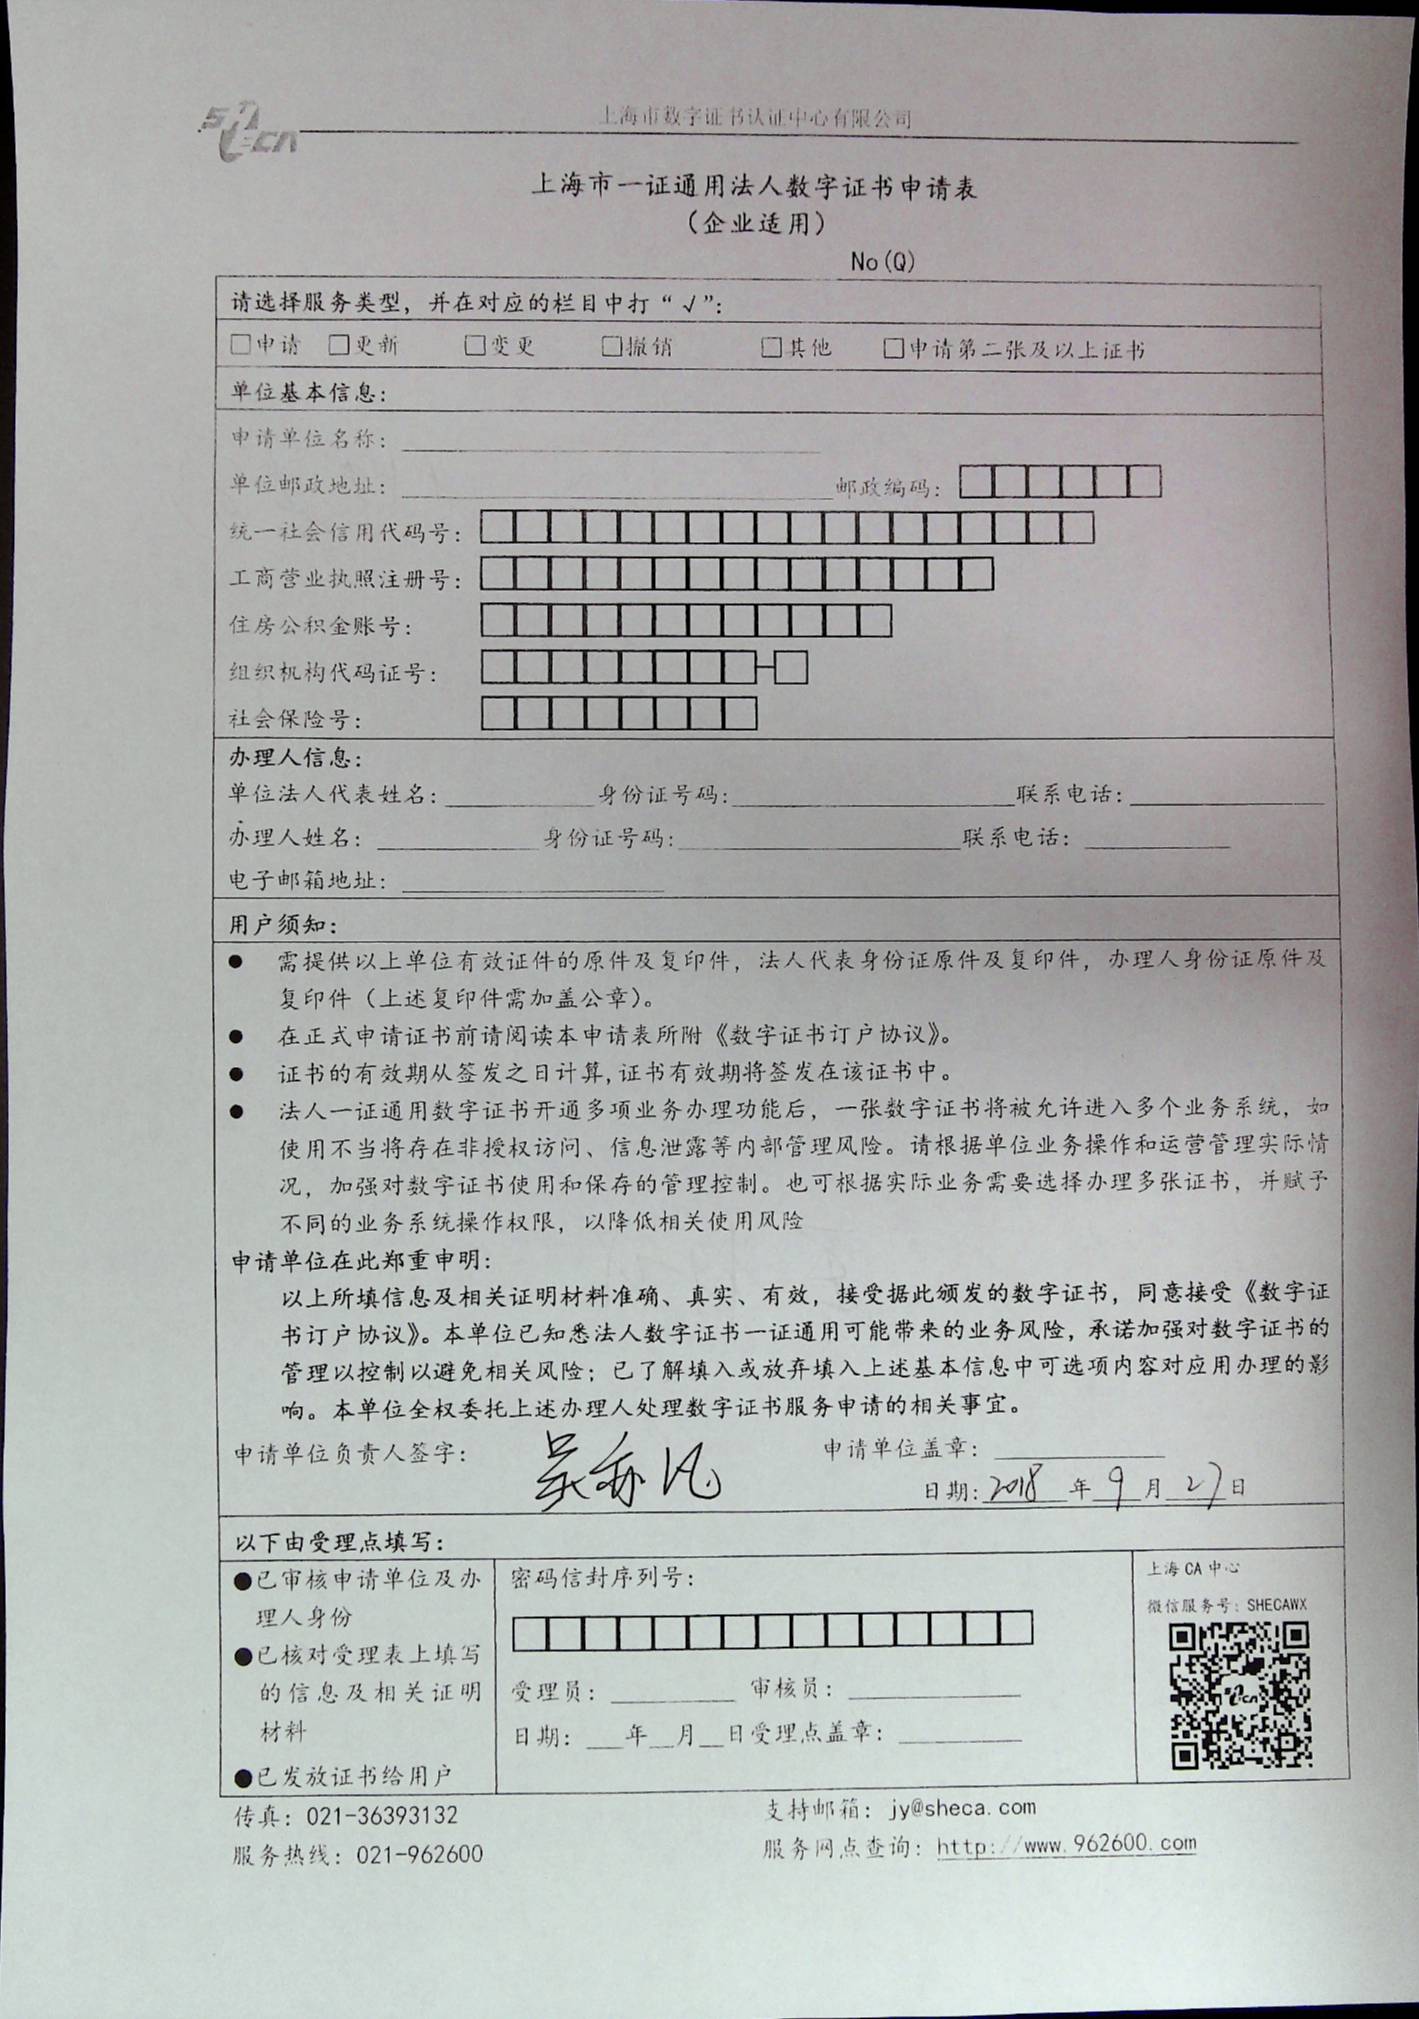 SHECA
上海市数字证书认证中心有限公司
上海市一证通用法人数字证书申请表
（企业适用）
No(Q)
请选择服务类型，并在对应的栏目中打“√”：
□申请 □更新 □变更 □撤销 □其他 □申请第二张及以上证书
单位基本信息：
申请单位名称：
单位邮政地址： 邮政编码：
统一社会信用代码号：
工商营业执照注册号：
住房公积金账号：
组织机构代码证号：
社会保险号：
办理人信息：
单位法人代表姓名： 身份证号码： 联系电话：
办理人姓名： 身份证号码： 联系电话：
电子邮箱地址：
用户须知：
● 需提供以上单位有效证件的原件及复印件，法人代表身份证原件及复印件，办理人身份证原件及
复印件（上述复印件需加盖公章）。
● 在正式申请证书前请阅读本申请表所附《数字证书订户协议》。
● 证书的有效期从签发之日计算,证书有效期将签发在该证书中。
● 法人一证通用数字证书开通多项业务办理功能后，一张数字证书将被允许进入多个业务系统，如
使用不当将存在非授权访问、信息泄露等内部管理风险。请根据单位业务操作和运营管理实际情
况，加强对数字证书使用和保存的管理控制。也可根据实际业务需要选择办理多张证书，并赋予
不同的业务系统操作权限，以降低相关使用风险
申请单位在此郑重申明：
以上所填信息及相关证明材料准确、真实、有效，接受据此颁发的数字证书，同意接受《数字证
书订户协议》。本单位已知悉法人数字证书一证通用可能带来的业务风险，承诺加强对数字证书的
管理以控制以避免相关风险；已了解填入或放弃填入上述基本信息中可选项内容对应用办理的影
响。本单位全权委托上述办理人处理数字证书服务申请的相关事宜。
申请单位负责人签字： 吴亦凡 申请单位盖章：
日期：2018 年 9 月 27 日
以下由受理点填写：
●已审核申请单位及办
理人身份
●已核对受理表上填写
的信息及相关证明
材料
●已发放证书给用户
密码信封序列号：
受理员： 审核员：
日期： 年 月 日受理点盖章：
上海 CA 中心
微信服务号：SHECAWX
传真：021-36393132 支持邮箱：jy@sheca.com
服务热线：021-962600 服务网点查询：http://www.962600.com